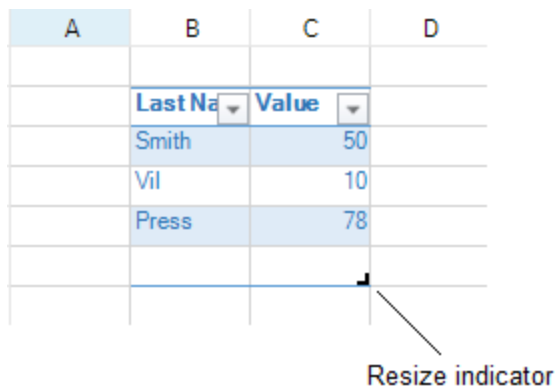 A B C D
Last Na Value
Smith 50
Vil 10
Press 78
Resize indicator